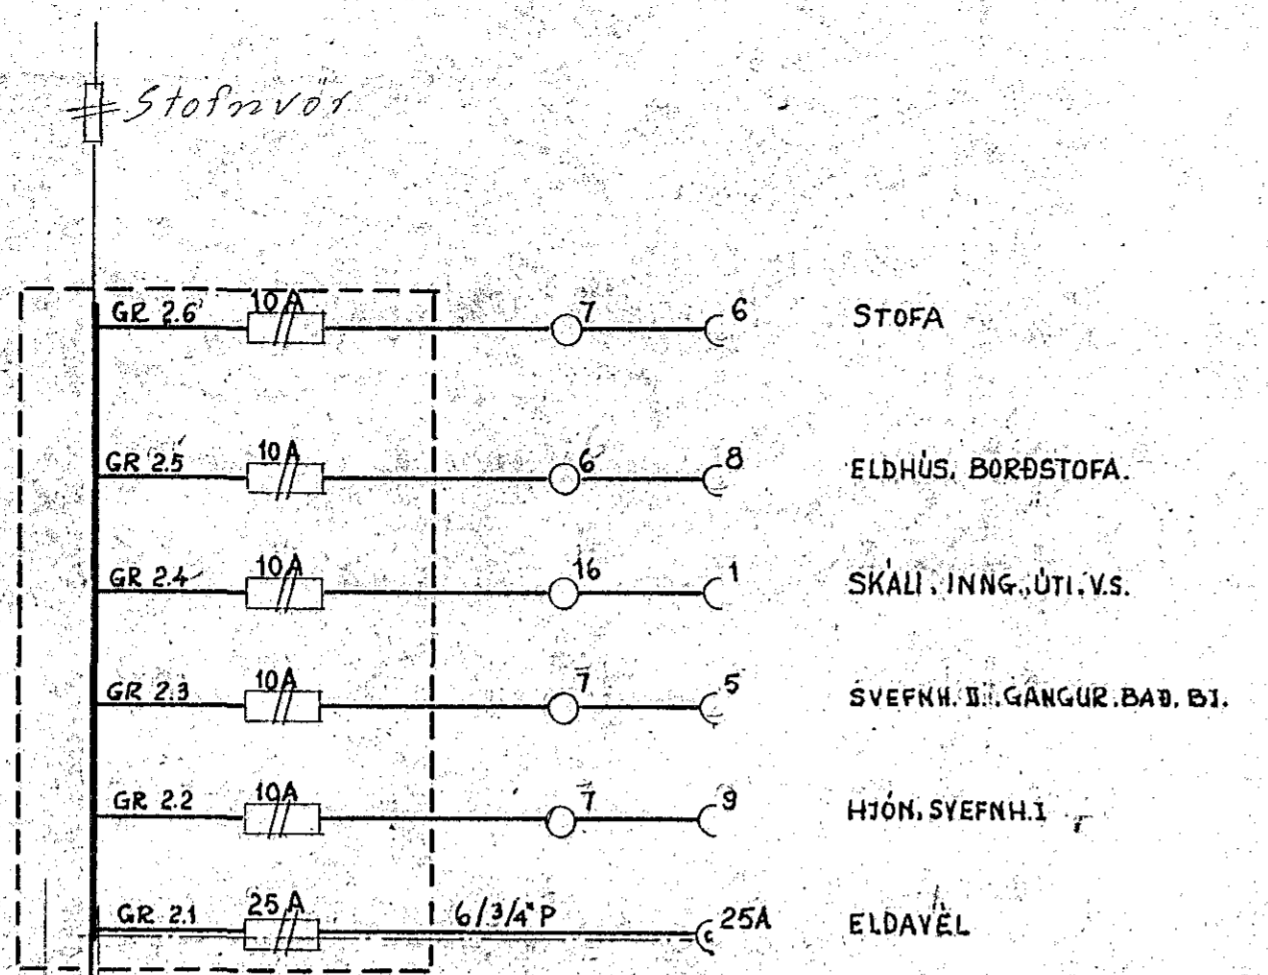 Stofnvör
GR 2.6 10A 7 6 STOFA
GR 2.5 10A 6 8 ELDHÚS. BORÐSTOFA.
GR 2.4 10A 16 1 SKÁLI. INNG. ÚTI. V.S.
GR 2.3 10A 7 5 SVEFNH. II. GANGUR. BAÐ. BI.
GR 2.2 10A 7 9 HJÓN. SVEFNH. I
GR 2.1 25A 6/3/4" P 25A ELDAVÉL